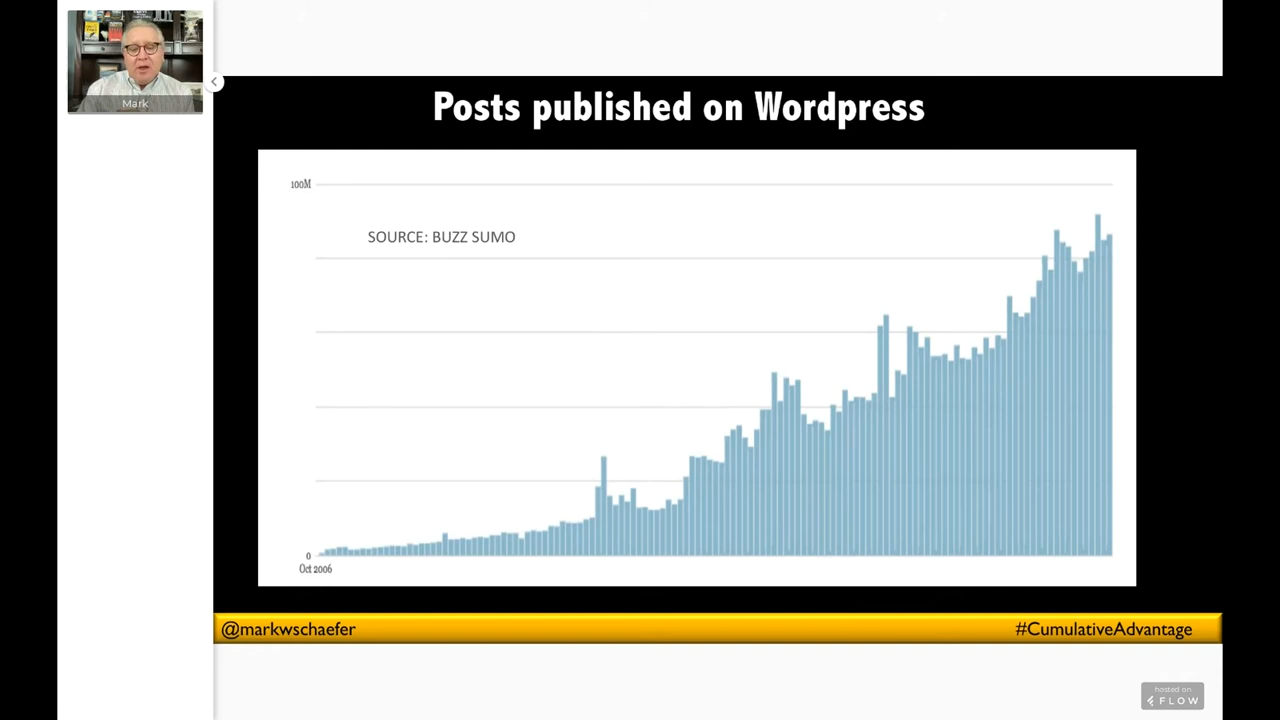 Mark
Posts published on Wordpress
100M
SOURCE: BUZZ SUMO
0
Oct 2006
@markwschaefer
#CumulativeAdvantage
hosted on
FLOW